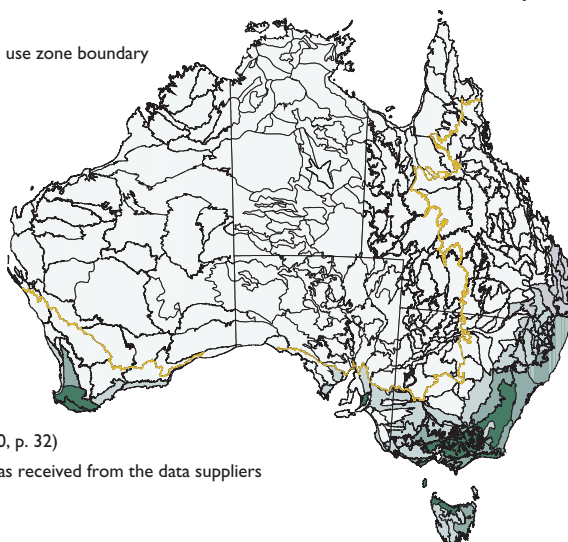 use zone boundary
0, p. 32)
as received from the data suppliers